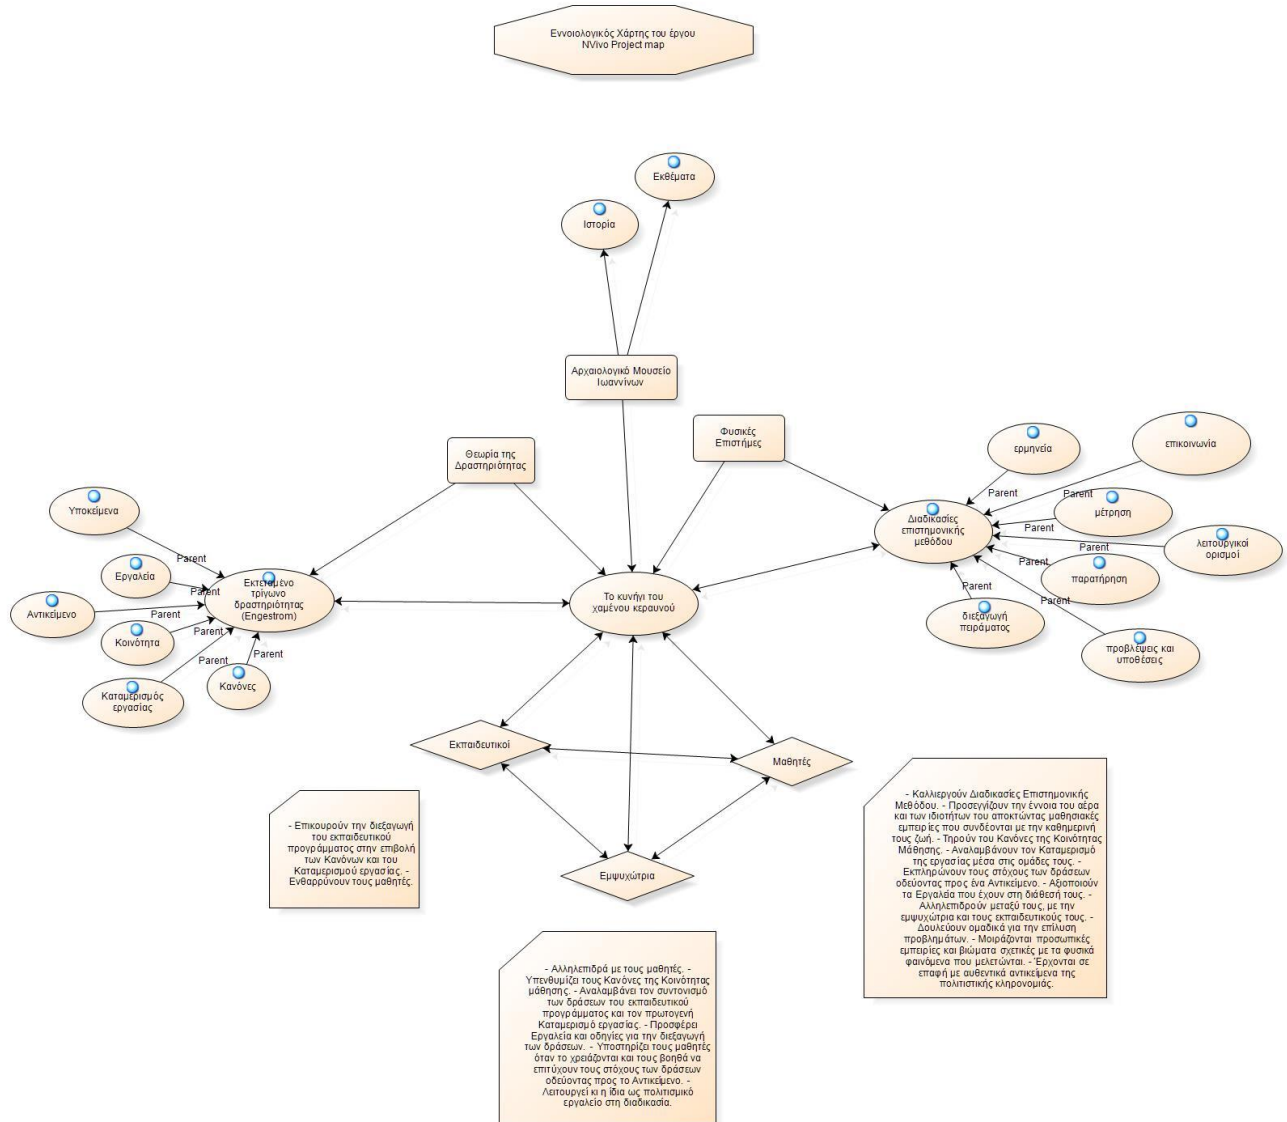 Εννοιολογικός Χάρτης του έργου
NVivo Project map
Εκθέματα
Ιστορία
Αρχαιολογικό Μουσείο
Ιωαννίνων
Θεωρία της
Δραστηριότητας
Φυσικές
Επιστήμες
Υποκείμενα
Parent
Εργαλεία
Parent
Αντικείμενο
Parent
Κοινότητα
Parent
Καταμερισμός
εργασίας
Parent
Κανόνες
Parent
Εκτεταμένο
τρίγωνο
δραστηριότητας
(Engestrom)
Το κυνήγι του
χαμένου κεραυνού
Διαδικασίες
επιστημονικής
μεθόδου
ερμηνεία
Parent
επικοινωνία
Parent
μέτρηση
Parent
λειτουργικοί
ορισμοί
Parent
παρατήρηση
Parent
διεξαγωγή
πειράματος
Parent
προβλέψεις και
υποθέσεις
Parent
Εκπαιδευτικοί
Μαθητές
Εμψυχώτρια
- Επικουρούν την διεξαγωγή
του εκπαιδευτικού
προγράμματος στην επιβολή
των Κανόνων και του
Καταμερισμού εργασίας. -
Ενθαρρύνουν τους μαθητές.
- Αλληλεπιδρά με τους μαθητές. -
Υπενθυμίζει τους Κανόνες της Κοινότητας
μάθησης. - Αναλαμβάνει τον συντονισμό
των δράσεων του εκπαιδευτικού
προγράμματος και τον πρωτογενή
Καταμερισμό εργασίας. - Προσφέρει
Εργαλεία και οδηγίες για την διεξαγωγή
των δράσεων. - Υποστηρίζει τους μαθητές
όταν το χρειάζονται και τους βοηθά να
επιτύχουν τους στόχους των δράσεων
οδεύοντας προς το Αντικείμενο. -
Λειτουργεί κι η ίδια ως πολιτισμικό
εργαλείο στη διαδικασία.
- Καλλιεργούν Διαδικασίες Επιστημονικής
Μεθόδου. - Προσεγγίζουν την έννοια του αέρα
και των ιδιοτήτων του αποκτώντας μαθησιακές
εμπειρίες που συνδέονται με την καθημερινή
τους ζωή. - Τηρούν του Κανόνες της Κοινότητας
Μάθησης. - Αναλαμβάνουν τον Καταμερισμό
της εργασίας μέσα στις ομάδες τους. -
Εκπληρώνουν τους στόχους των δράσεων
οδεύοντας προς ένα Αντικείμενο. - Αξιοποιούν
τα Εργαλεία που έχουν στη διάθεσή τους. -
Αλληλεπιδρούν μεταξύ τους, με την
εμψυχώτρια και τους εκπαιδευτικούς τους. -
Δουλεύουν ομαδικά για την επίλυση
προβλημάτων. - Μοιράζονται προσωπικές
εμπειρίες και βιώματα σχετικές με τα φυσικά
φαινόμενα που μελετώνται. - Έρχονται σε
επαφή με αυθεντικά αντικείμενα της
πολιτιστικής κληρονομιάς.